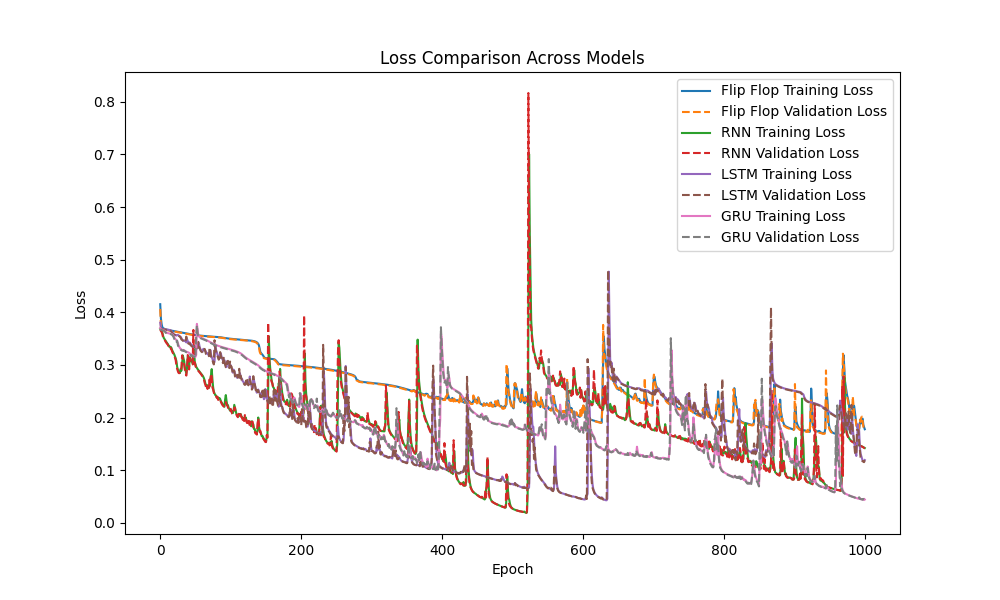 Loss Comparison Across Models
Flip Flop Training Loss
Flip Flop Validation Loss
RNN Training Loss
RNN Validation Loss
LSTM Training Loss
LSTM Validation Loss
GRU Training Loss
GRU Validation Loss
0.8
0.7
0.6
0.5
0.4
0.3
0.2
0.1
0.0
Loss
0 200 400 600 800 1000
Epoch